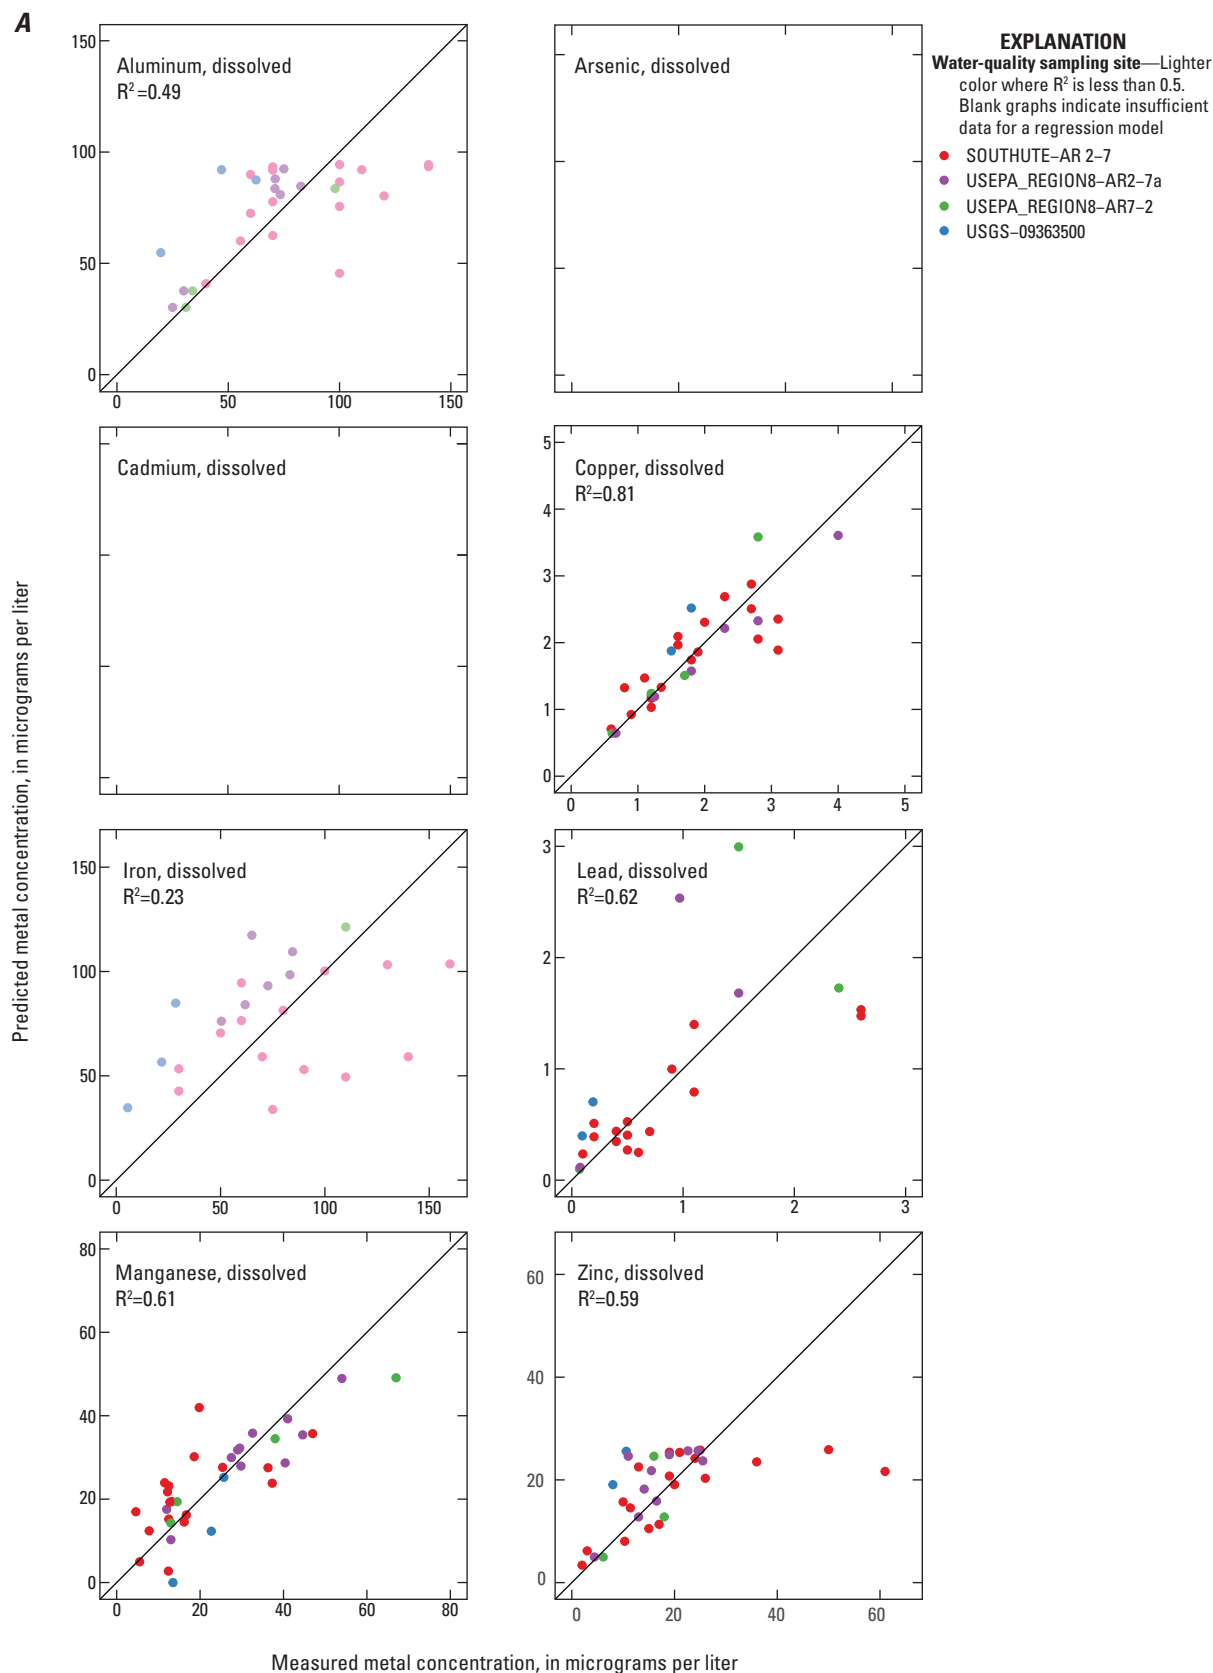 A
150
100
50
0
Aluminum, dissolved
R²=0.49
0 50 100 150
Arsenic, dissolved
EXPLANATION
Water-quality sampling site—Lighter
color where R² is less than 0.5.
Blank graphs indicate insufficient
data for a regression model
SOUTHUTE–AR 2–7
USEPA_REGION8–AR2–7a
USEPA_REGION8–AR7–2
USGS–09363500
Cadmium, dissolved
5
4
3
2
1
0
Copper, dissolved
R²=0.81
0 1 2 3 4 5
Predicted metal concentration, in micrograms per liter
150
100
50
0
Iron, dissolved
R²=0.23
0 50 100 150
3
2
1
0
Lead, dissolved
R²=0.62
0 1 2 3
80
60
40
20
0
Manganese, dissolved
R²=0.61
0 20 40 60 80
60
40
20
0
Zinc, dissolved
R²=0.59
0 20 40 60
Measured metal concentration, in micrograms per liter